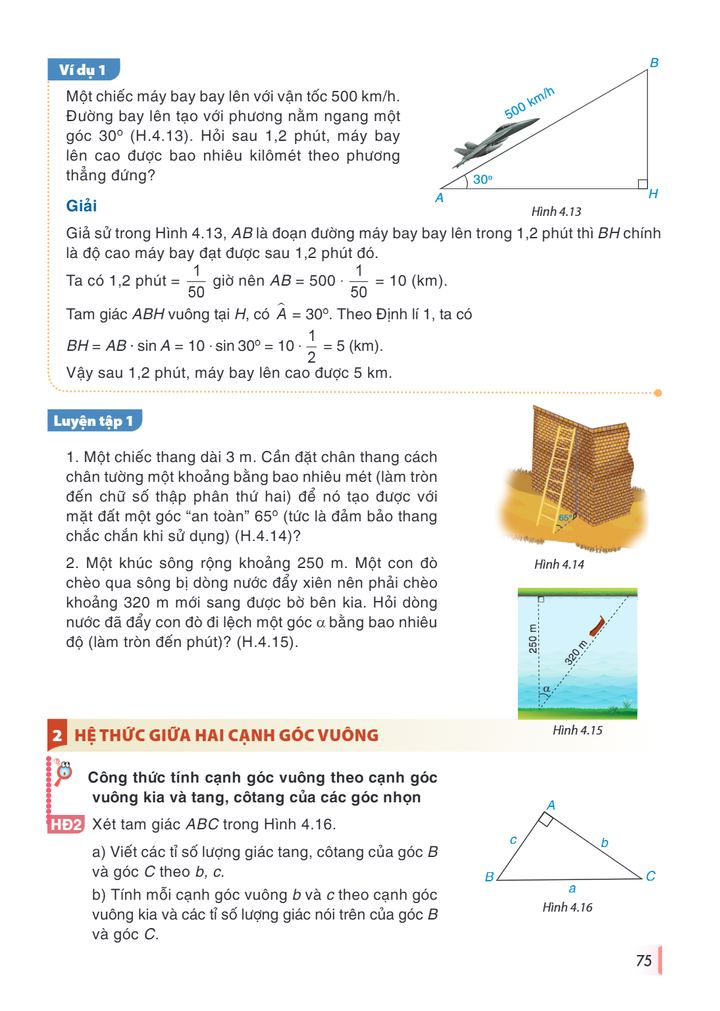 Ví dụ 1
Một chiếc máy bay bay lên với vận tốc 500 km/h.
Đường bay lên tạo với phương nằm ngang một
góc 30° (H.4.13). Hỏi sau 1,2 phút, máy bay
lên cao được bao nhiêu kilômét theo phương
thẳng đứng?
B
500 km/h
30°
A
H
Hình 4.13
Giải
Giả sử trong Hình 4.13, AB là đoạn đường máy bay bay lên trong 1,2 phút thì BH chính
là độ cao máy bay đạt được sau 1,2 phút đó.
Ta có 1,2 phút = 1/50 giờ nên AB = 500 · 1/50 = 10 (km).
Tam giác ABH vuông tại H, có Â = 30°. Theo Định lí 1, ta có
BH = AB · sin A = 10 · sin 30° = 10 · 1/2 = 5 (km).
Vậy sau 1,2 phút, máy bay lên cao được 5 km.
Luyện tập 1
1. Một chiếc thang dài 3 m. Cần đặt chân thang cách
chân tường một khoảng bằng bao nhiêu mét (làm tròn
đến chữ số thập phân thứ hai) để nó tạo được với
mặt đất một góc “an toàn” 65° (tức là đảm bảo thang
chắc chắn khi sử dụng) (H.4.14)?
65°
Hình 4.14
2. Một khúc sông rộng khoảng 250 m. Một con đò
chèo qua sông bị dòng nước đẩy xiên nên phải chèo
khoảng 320 m mới sang được bờ bên kia. Hỏi dòng
nước đã đẩy con đò đi lệch một góc α bằng bao nhiêu
độ (làm tròn đến phút)? (H.4.15).
250 m
320 m
α
Hình 4.15
2 HỆ THỨC GIỮA HAI CẠNH GÓC VUÔNG
Công thức tính cạnh góc vuông theo cạnh góc
vuông kia và tang, côtang của các góc nhọn
HĐ2 Xét tam giác ABC trong Hình 4.16.
a) Viết các tỉ số lượng giác tang, côtang của góc B
và góc C theo b, c.
b) Tính mỗi cạnh góc vuông b và c theo cạnh góc
vuông kia và các tỉ số lượng giác nói trên của góc B
và góc C.
A
c
b
B
C
a
Hình 4.16
75